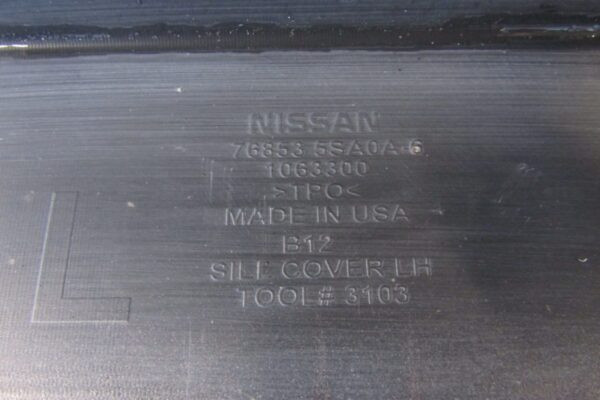 NISSAN
76853 5SA0A-6
1063300
>TPO<
MADE IN USA
B12
SILL COVER LH
TOOL# 3103
L